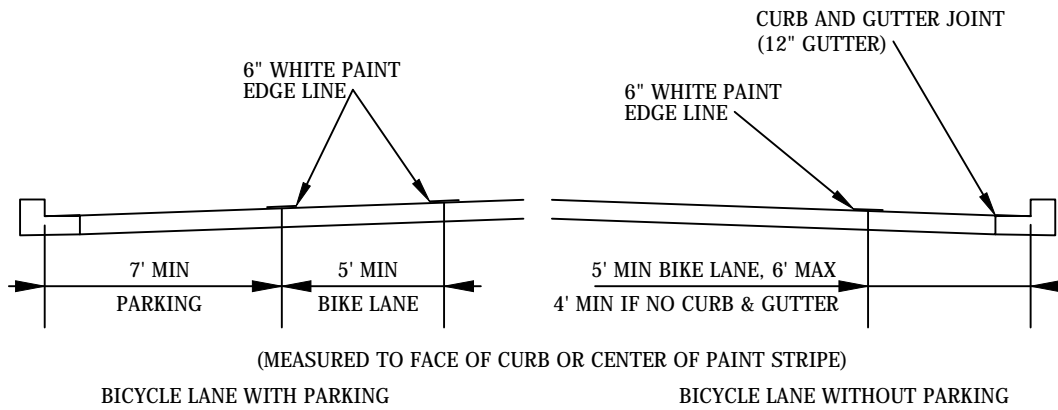 CURB AND GUTTER JOINT
(12" GUTTER)
6" WHITE PAINT
EDGE LINE
6" WHITE PAINT
EDGE LINE
7' MIN
PARKING
5' MIN
BIKE LANE
5' MIN BIKE LANE, 6' MAX
4' MIN IF NO CURB & GUTTER
(MEASURED TO FACE OF CURB OR CENTER OF PAINT STRIPE)
BICYCLE LANE WITH PARKING
BICYCLE LANE WITHOUT PARKING